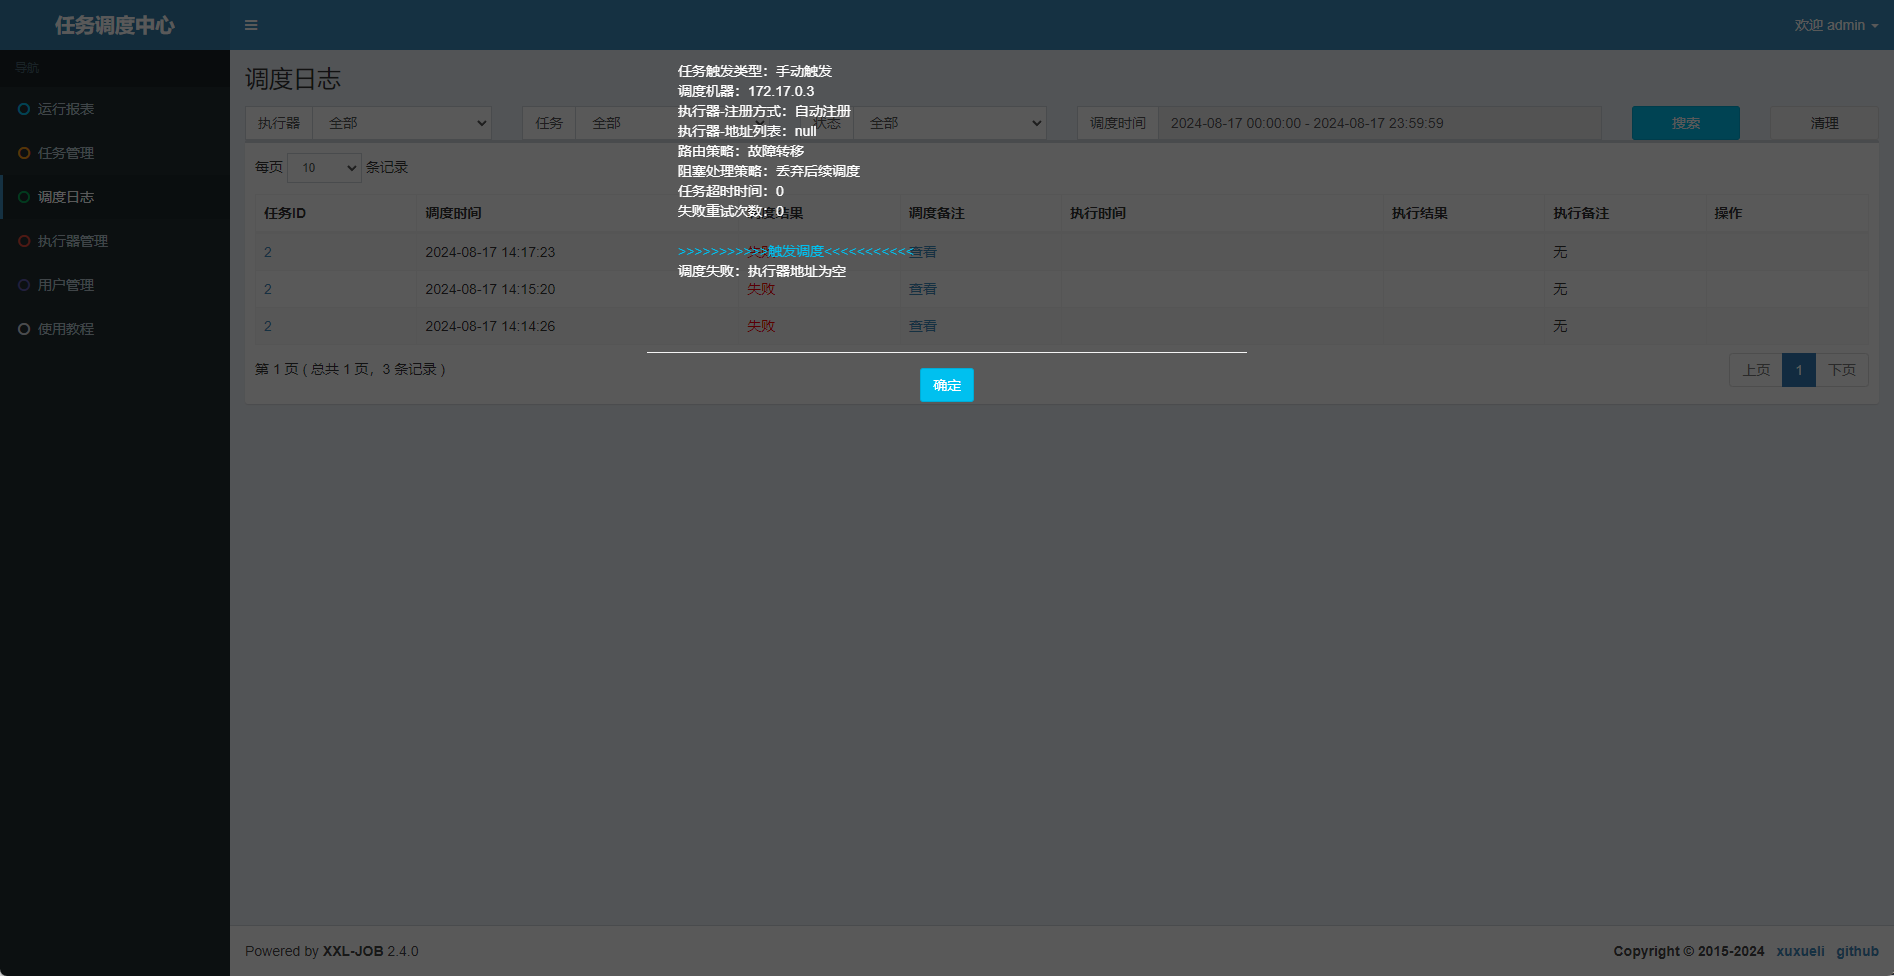 任务调度中心
欢迎 admin
导航
运行报表
任务管理
调度日志
执行器管理
用户管理
使用教程
调度日志
执行器 全部 任务 全部 状态 全部 调度时间 2024-08-17 00:00:00 - 2024-08-17 23:59:59 搜索 清理
每页 10 条记录
任务ID 调度时间 调度结果 调度备注 执行时间 执行结果 执行备注 操作
2 2024-08-17 14:17:23 失败 查看 无
2 2024-08-17 14:15:20 失败 查看 无
2 2024-08-17 14:14:26 失败 查看 无
第 1 页 ( 总共 1 页，3 条记录 ) 上页 1 下页
任务触发类型：手动触发
调度机器：172.17.0.3
执行器-注册方式：自动注册
执行器-地址列表：null
路由策略：故障转移
阻塞处理策略：丢弃后续调度
任务超时时间：0
失败重试次数：0
>>>>>>>>>>>触发调度<<<<<<<<<<<
调度失败：执行器地址为空
确定
Powered by XXL-JOB 2.4.0
Copyright © 2015-2024 xuxueli github